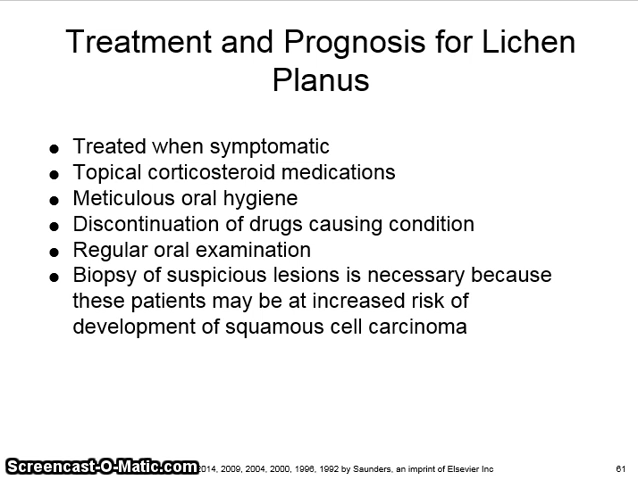 Treatment and Prognosis for Lichen
Planus
● Treated when symptomatic
● Topical corticosteroid medications
● Meticulous oral hygiene
● Discontinuation of drugs causing condition
● Regular oral examination
● Biopsy of suspicious lesions is necessary because
these patients may be at increased risk of
development of squamous cell carcinoma
Screencast-O-Matic.com 2014, 2009, 2004, 2000, 1996, 1992 by Saunders, an imprint of Elsevier Inc 61